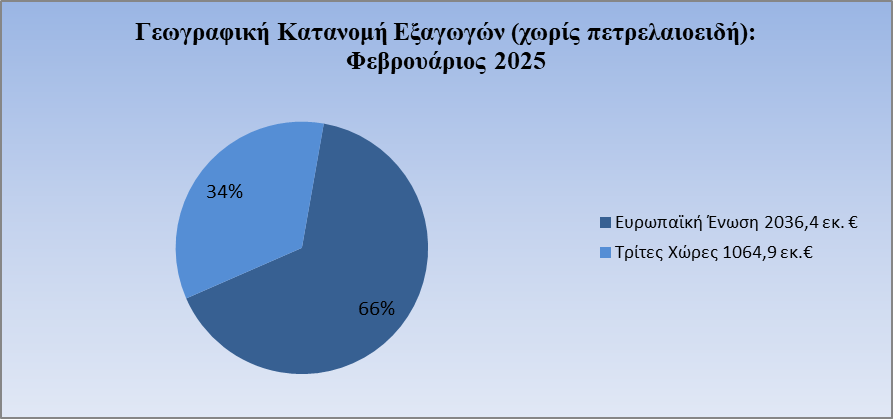 Γεωγραφική Κατανομή Εξαγωγών (χωρίς πετρελαιοειδή):
Φεβρουάριος 2025
34%
66%
Ευρωπαϊκή Ένωση 2036,4 εκ. €
Τρίτες Χώρες 1064,9 εκ.€